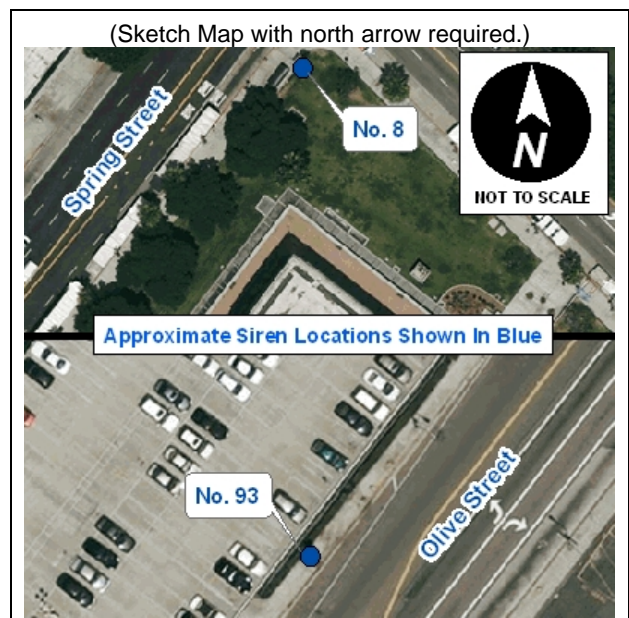 (Sketch Map with north arrow required.)
Spring Street
No. 8
N
NOT TO SCALE
Approximate Siren Locations Shown In Blue
No. 93
Olive Street